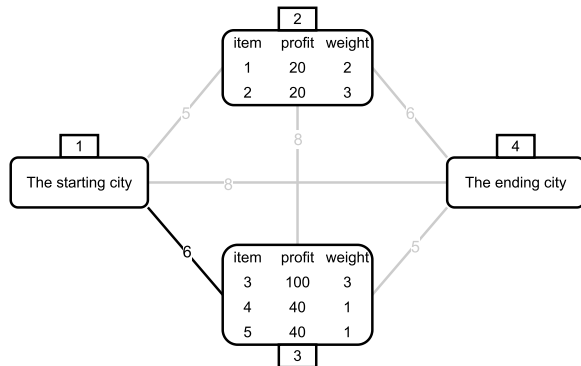 2
item profit weight
1 20 2
2 20 3
5
6
1
8
4
The starting city
8
The ending city
6
5
item profit weight
3 100 3
4 40 1
5 40 1
3